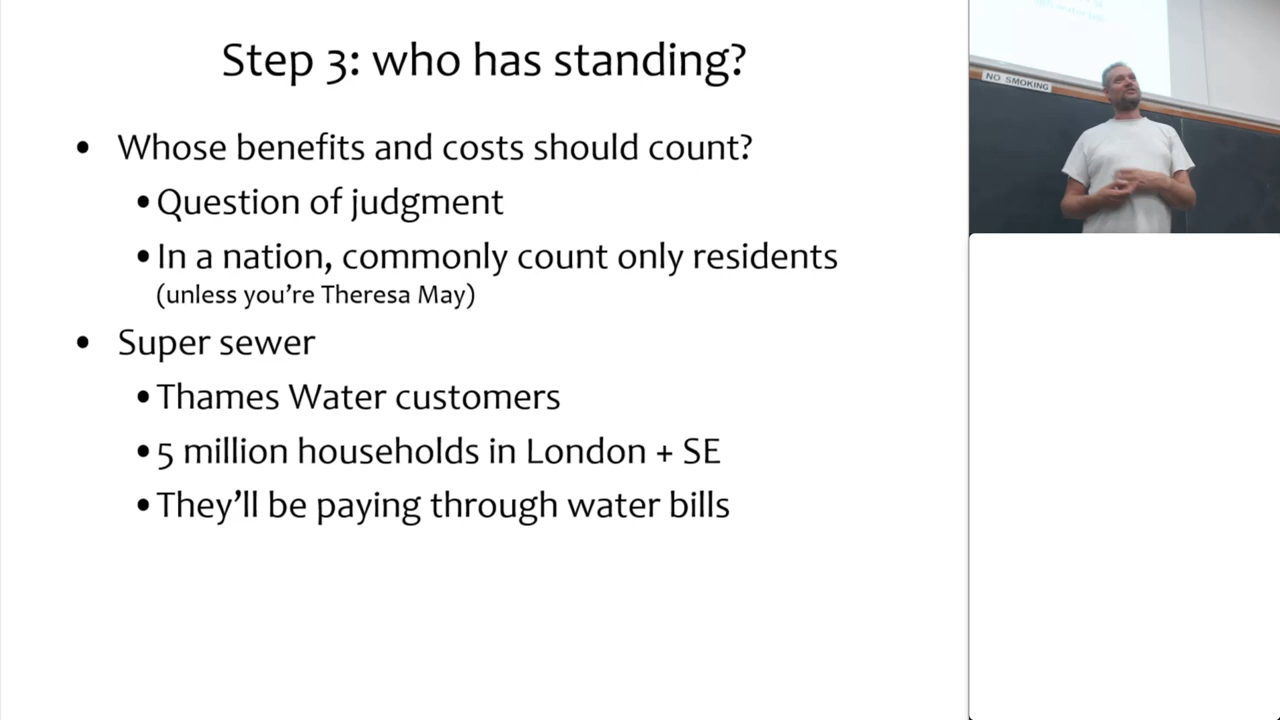 Step 3: who has standing?
• Whose benefits and costs should count?
• Question of judgment
• In a nation, commonly count only residents
(unless you're Theresa May)
• Super sewer
• Thames Water customers
• 5 million households in London + SE
• They'll be paying through water bills
NO SMOKING